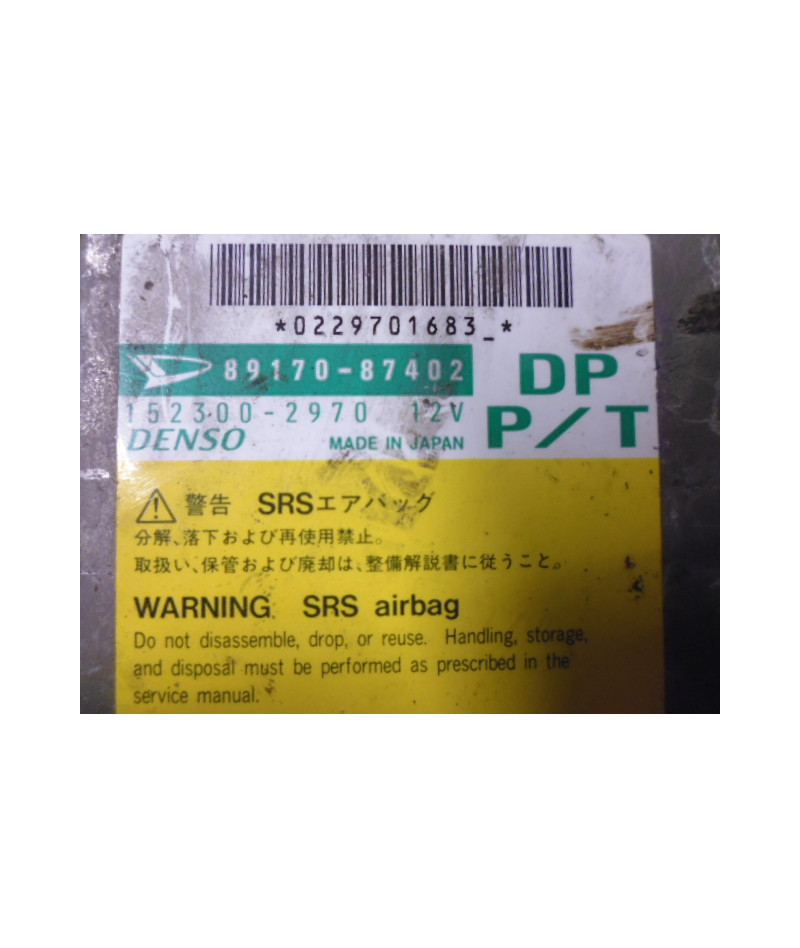 *0229701683_*
89170-87402
DP
152300-2970 12V
P/T
DENSO MADE IN JAPAN
警告 SRSエアバッグ
分解、落下および再使用禁止。
取扱い、保管および廃却は、整備解説書に従うこと。
WARNING SRS airbag
Do not disassemble, drop, or reuse. Handling, storage,
and disposal must be performed as prescribed in the
service manual.